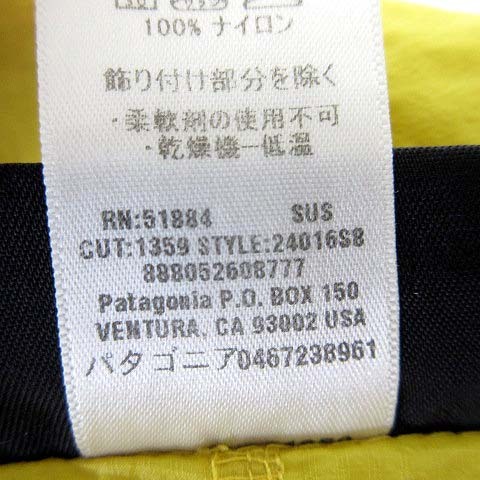 100% ナイロン
飾り付け部分を除く
・柔軟剤の使用不可
・乾燥機ー低温
RN:51884 SUS
CUT:1359 STYLE:24016S8
888052608777
Patagonia P.O. BOX 150
VENTURA, CA 93002 USA
パタゴニア0467238961